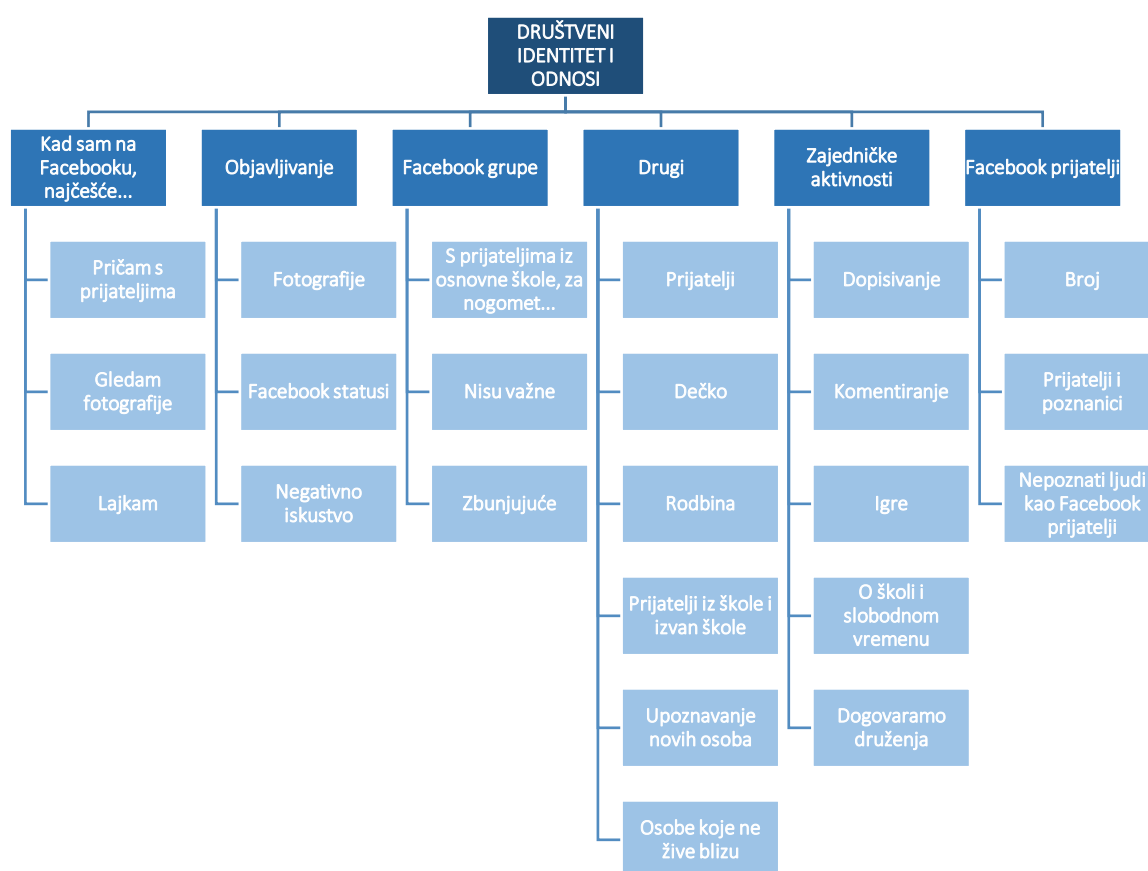 DRUŠTVENI
IDENTITET I
ODNOSI
Kad sam na
Facebooku,
najčešće...
Pričam s
prijateljima
Gledam
fotografije
Lajkam
Objavljivanje
Fotografije
Facebook statusi
Negativno
iskustvo
Facebook grupe
S prijateljima iz
osnovne škole, za
nogomet...
Nisu važne
Zbunjujuće
Drugi
Prijatelji
Dečko
Rodbina
Prijatelji iz škole i
izvan škole
Upoznavanje
novih osoba
Osobe koje ne
žive blizu
Zajedničke
aktivnosti
Dopisivanje
Komentiranje
Igre
O školi i
slobodnom
vremenu
Dogovaramo
druženja
Facebook prijatelji
Broj
Prijatelji i
poznanici
Nepoznati ljudi
kao Facebook
prijatelji